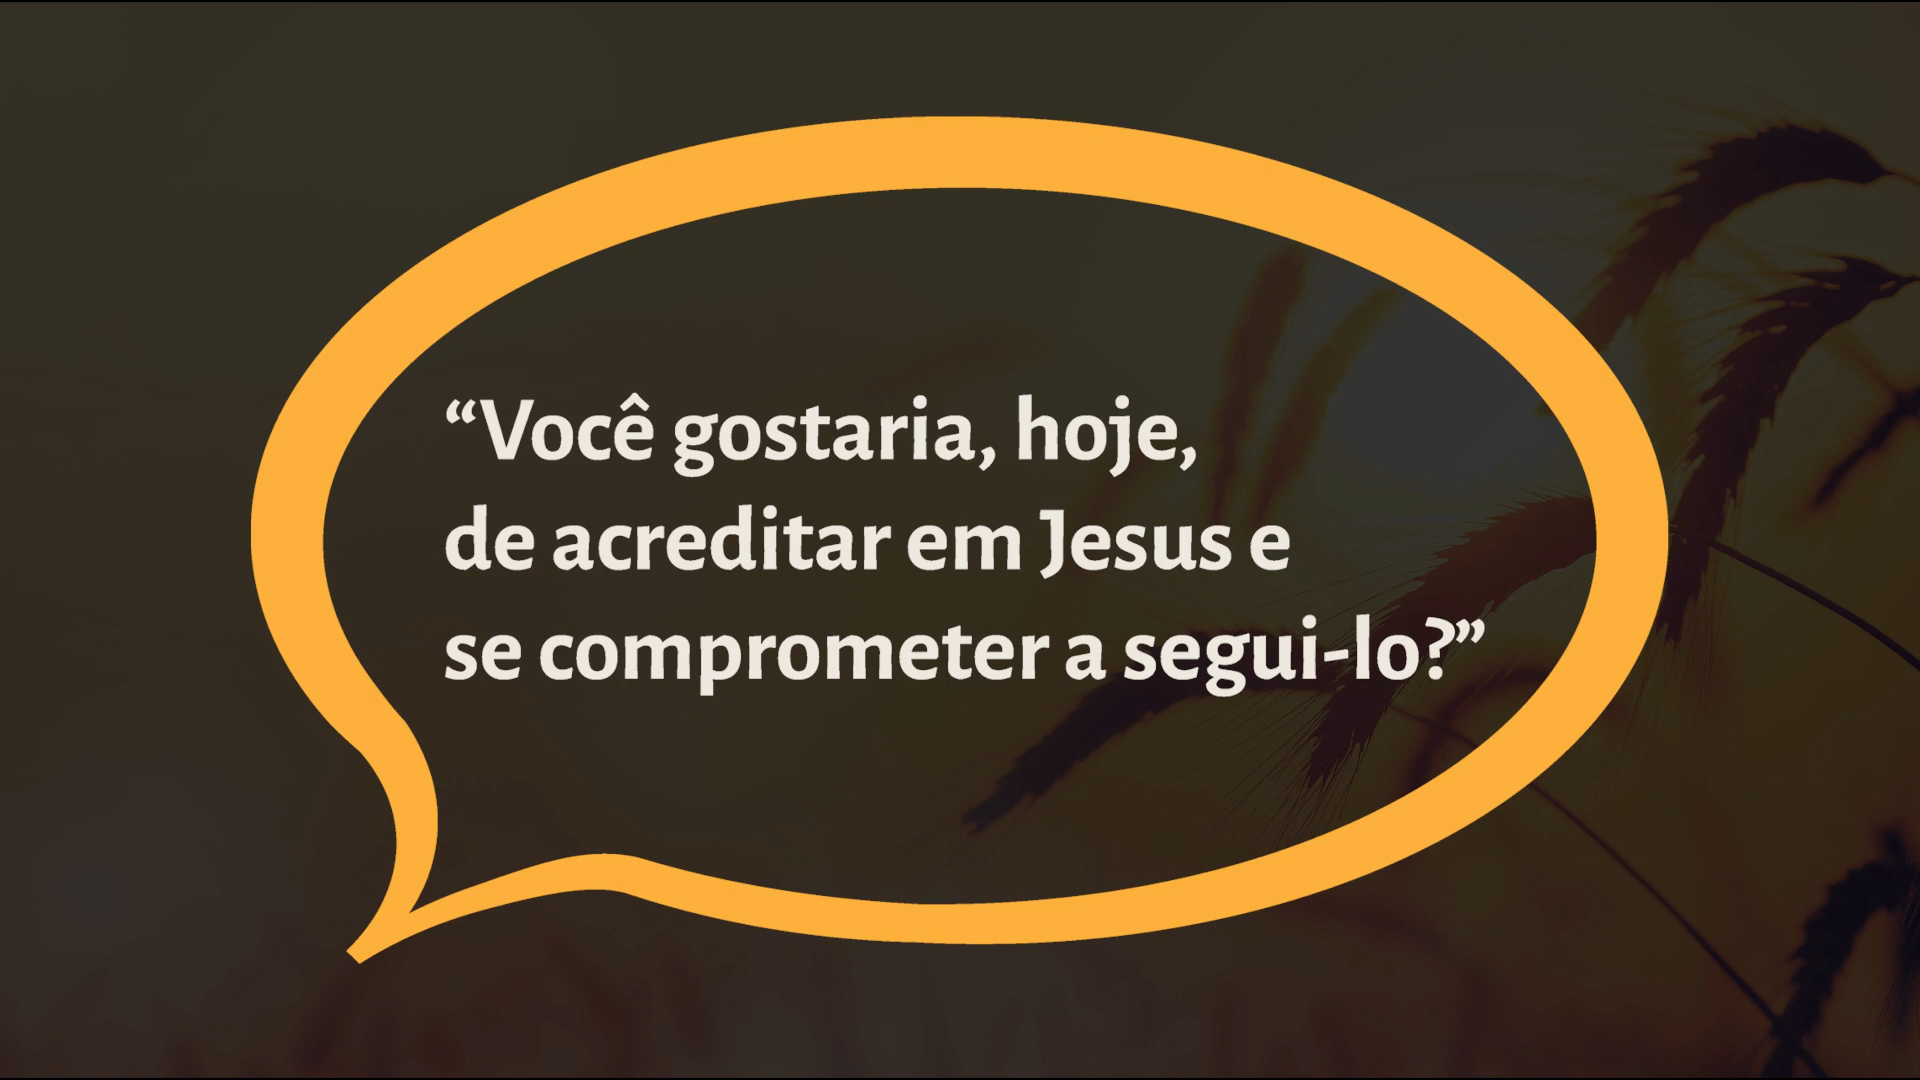 “Você gostaria, hoje,
de acreditar em Jesus e
se comprometer a segui-lo?”